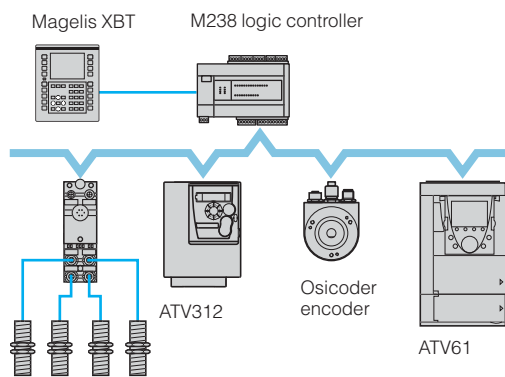 Magelis XBT
M238 logic controller
ATV312
Osicoder
encoder
ATV61